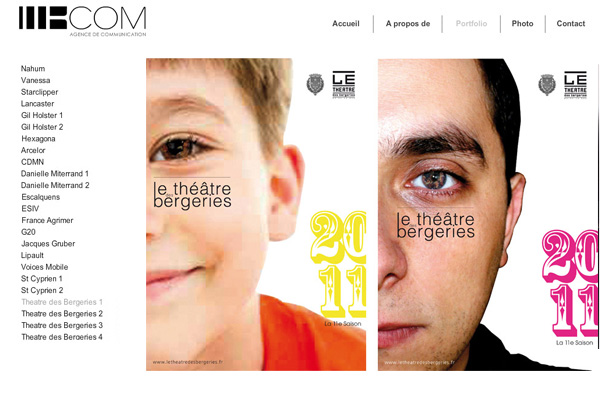 COM
AGENCE DE COMMUNICATION
Accueil
A propos de
Portfolio
Photo
Contact
Nahum
Vanessa
Starclipper
Lancaster
Gil Holster 1
Gil Holster 2
Hexagona
Arcelor
CDMN
Danielle Miterrand 1
Danielle Miterrand 2
Escalquens
ESIV
France Agrimer
G20
Jacques Gruber
Lipault
Voices Mobile
St Cyprien 1
St Cyprien 2
Theatre des Bergeries 1
Theatre des Bergeries 2
Theatre des Bergeries 3
Theatre des Bergeries 4
LE
THEATRE
des bergeries
le théâtre
bergeries
20
11
La 11e Saison
www.letheatredesbergeries.fr
LE
THEATRE
des bergeries
le théâtre
bergeries
20
11
La 11e Saison
www.letheatredesbergeries.fr